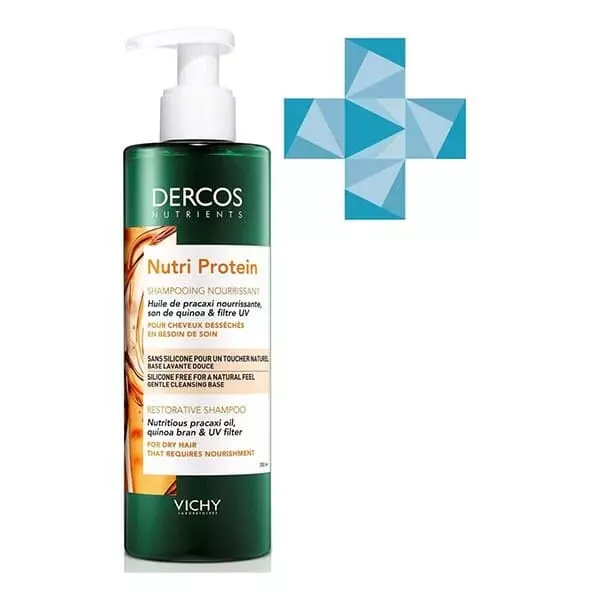 DERCOS
NUTRIENTS
Nutri Protein
SHAMPOOING NOURRISSANT
Huile de pracaxi nourrissante,
son de quinoa & filtre UV
POUR CHEVEUX DESSÉCHÉS
EN BESOIN DE SOIN
SANS SILICONE POUR UN TOUCHER NATUREL
BASE LAVANTE DOUCE
SILICONE FREE FOR A NATURAL FEEL
GENTLE CLEANSING BASE
RESTORATIVE SHAMPOO
Nutritious pracaxi oil,
quinoa bran & UV filter
FOR DRY HAIR
THAT REQUIRES NOURISHMENT
VICHY
LABORATOIRES